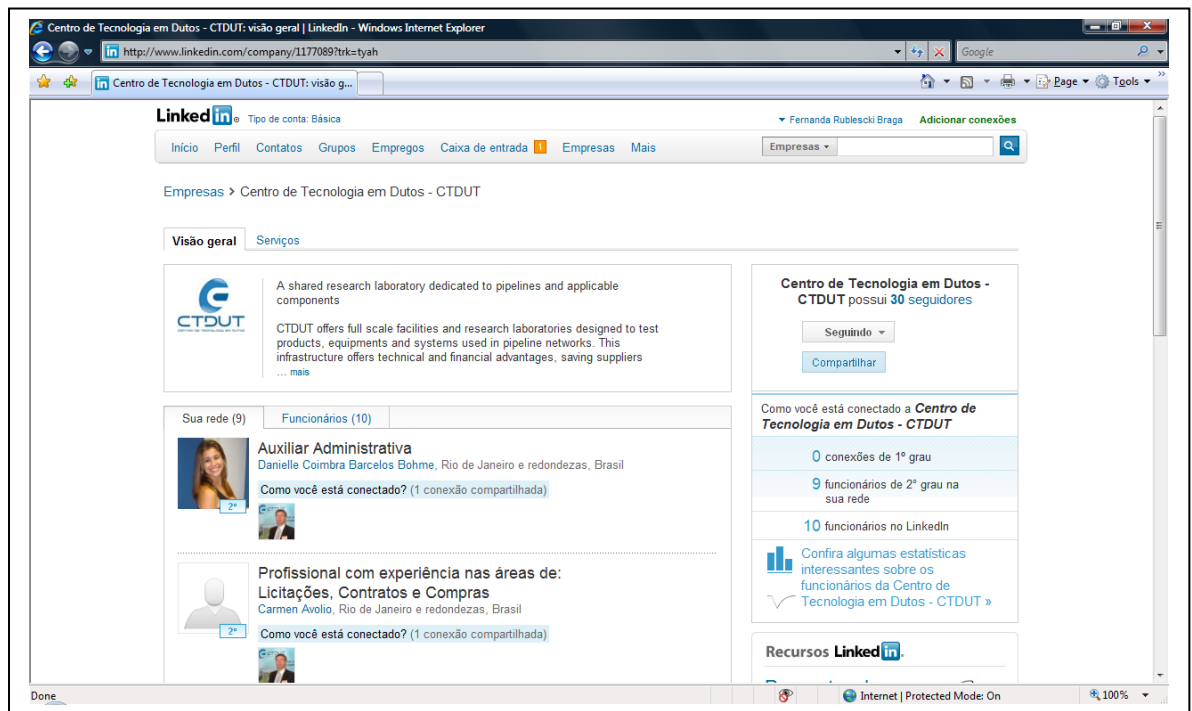 Centro de Tecnologia em Dutos - CTDUT: visão geral | LinkedIn - Windows Internet Explorer
http://www.linkedin.com/company/1177089?trk=tyah
Google
Centro de Tecnologia em Dutos - CTDUT: visão g...
Page
Tools
Linked in
Tipo de conta: Básica
Fernanda Rublescki Braga
Adicionar conexões
Início Perfil Contatos Grupos Empregos Caixa de entrada 1 Empresas Mais
Empresas
Empresas > Centro de Tecnologia em Dutos - CTDUT
Visão geral
Serviços
CTDUT
A shared research laboratory dedicated to pipelines and applicable
components
CTDUT offers full scale facilities and research laboratories designed to test
products, equipments and systems used in pipeline networks. This
infrastructure offers technical and financial advantages, saving suppliers
... mais
Centro de Tecnologia em Dutos -
CTDUT possui 30 seguidores
Seguindo
Compartilhar
Sua rede (9)
Funcionários (10)
Auxiliar Administrativa
Danielle Coimbra Barcelos Bohme, Rio de Janeiro e redondezas, Brasil
Como você está conectado? (1 conexão compartilhada)
2º
Profissional com experiência nas áreas de:
Licitações, Contratos e Compras
Carmen Avolio, Rio de Janeiro e redondezas, Brasil
Como você está conectado? (1 conexão compartilhada)
2º
Como você está conectado a Centro de
Tecnologia em Dutos - CTDUT
0 conexões de 1º grau
9 funcionários de 2º grau na
sua rede
10 funcionários no LinkedIn
Confira algumas estatísticas
interessantes sobre os
funcionários da Centro de
Tecnologia em Dutos - CTDUT »
Recursos Linked in.
Done
Internet | Protected Mode: On
100%